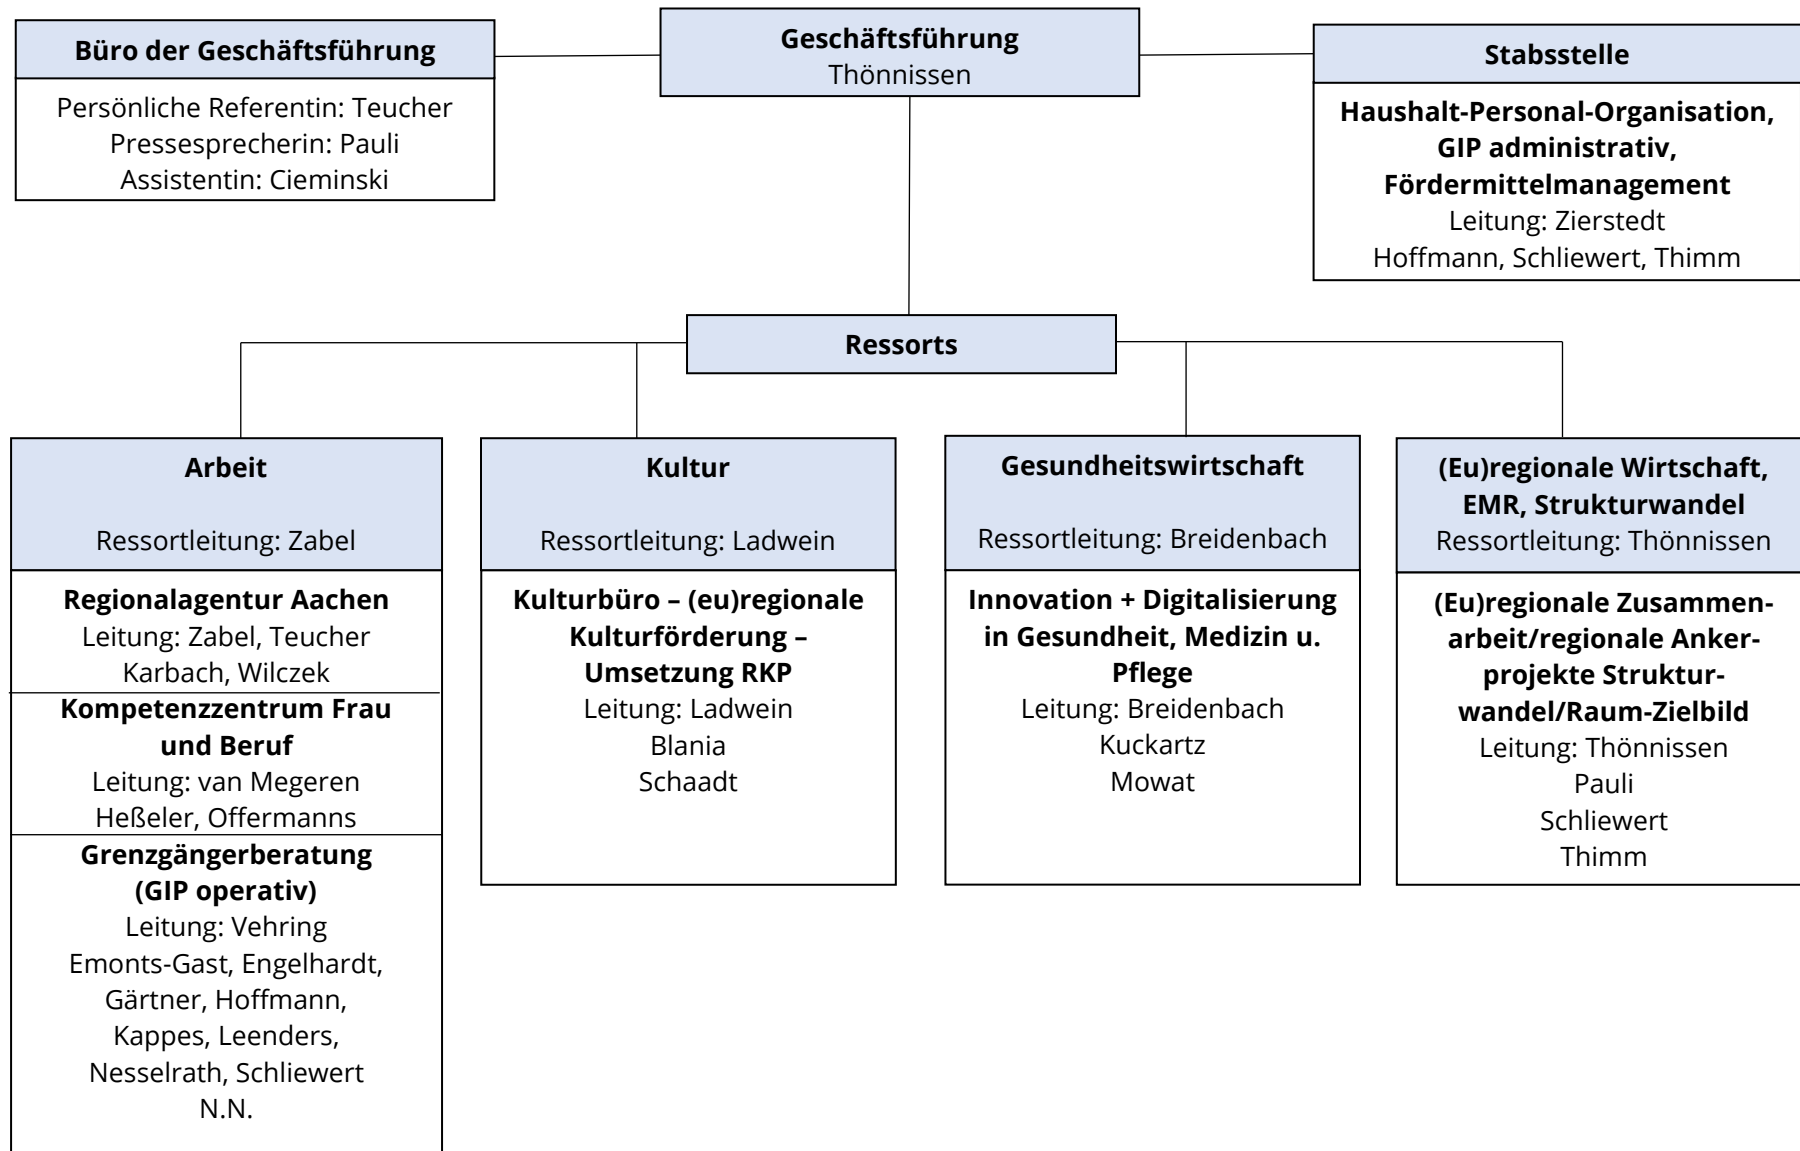 Büro der Geschäftsführung
Persönliche Referentin: Teucher
Pressesprecherin: Pauli
Assistentin: Cieminski
Geschäftsführung
Thönnissen
Stabsstelle
Haushalt-Personal-Organisation,
GIP administrativ,
Fördermittelmanagement
Leitung: Zierstedt
Hoffmann, Schliewert, Thimm
Ressorts
Arbeit
Ressortleitung: Zabel
Regionalagentur Aachen
Leitung: Zabel, Teucher
Karbach, Wilczek
Kompetenzzentrum Frau
und Beruf
Leitung: van Megeren
Heßeler, Offermanns
Grenzgängerberatung
(GIP operativ)
Leitung: Vehring
Emonts-Gast, Engelhardt,
Gärtner, Hoffmann,
Kappes, Leenders,
Nesselrath, Schliewert
N.N.
Kultur
Ressortleitung: Ladwein
Kulturbüro – (eu)regionale
Kulturförderung –
Umsetzung RKP
Leitung: Ladwein
Blania
Schaadt
Gesundheitswirtschaft
Ressortleitung: Breidenbach
Innovation + Digitalisierung
in Gesundheit, Medizin u.
Pflege
Leitung: Breidenbach
Kuckartz
Mowat
(Eu)regionale Wirtschaft,
EMR, Strukturwandel
Ressortleitung: Thönnissen
(Eu)regionale Zusammen-
arbeit/regionale Anker-
projekte Struktur-
wandel/Raum-Zielbild
Leitung: Thönnissen
Pauli
Schliewert
Thimm